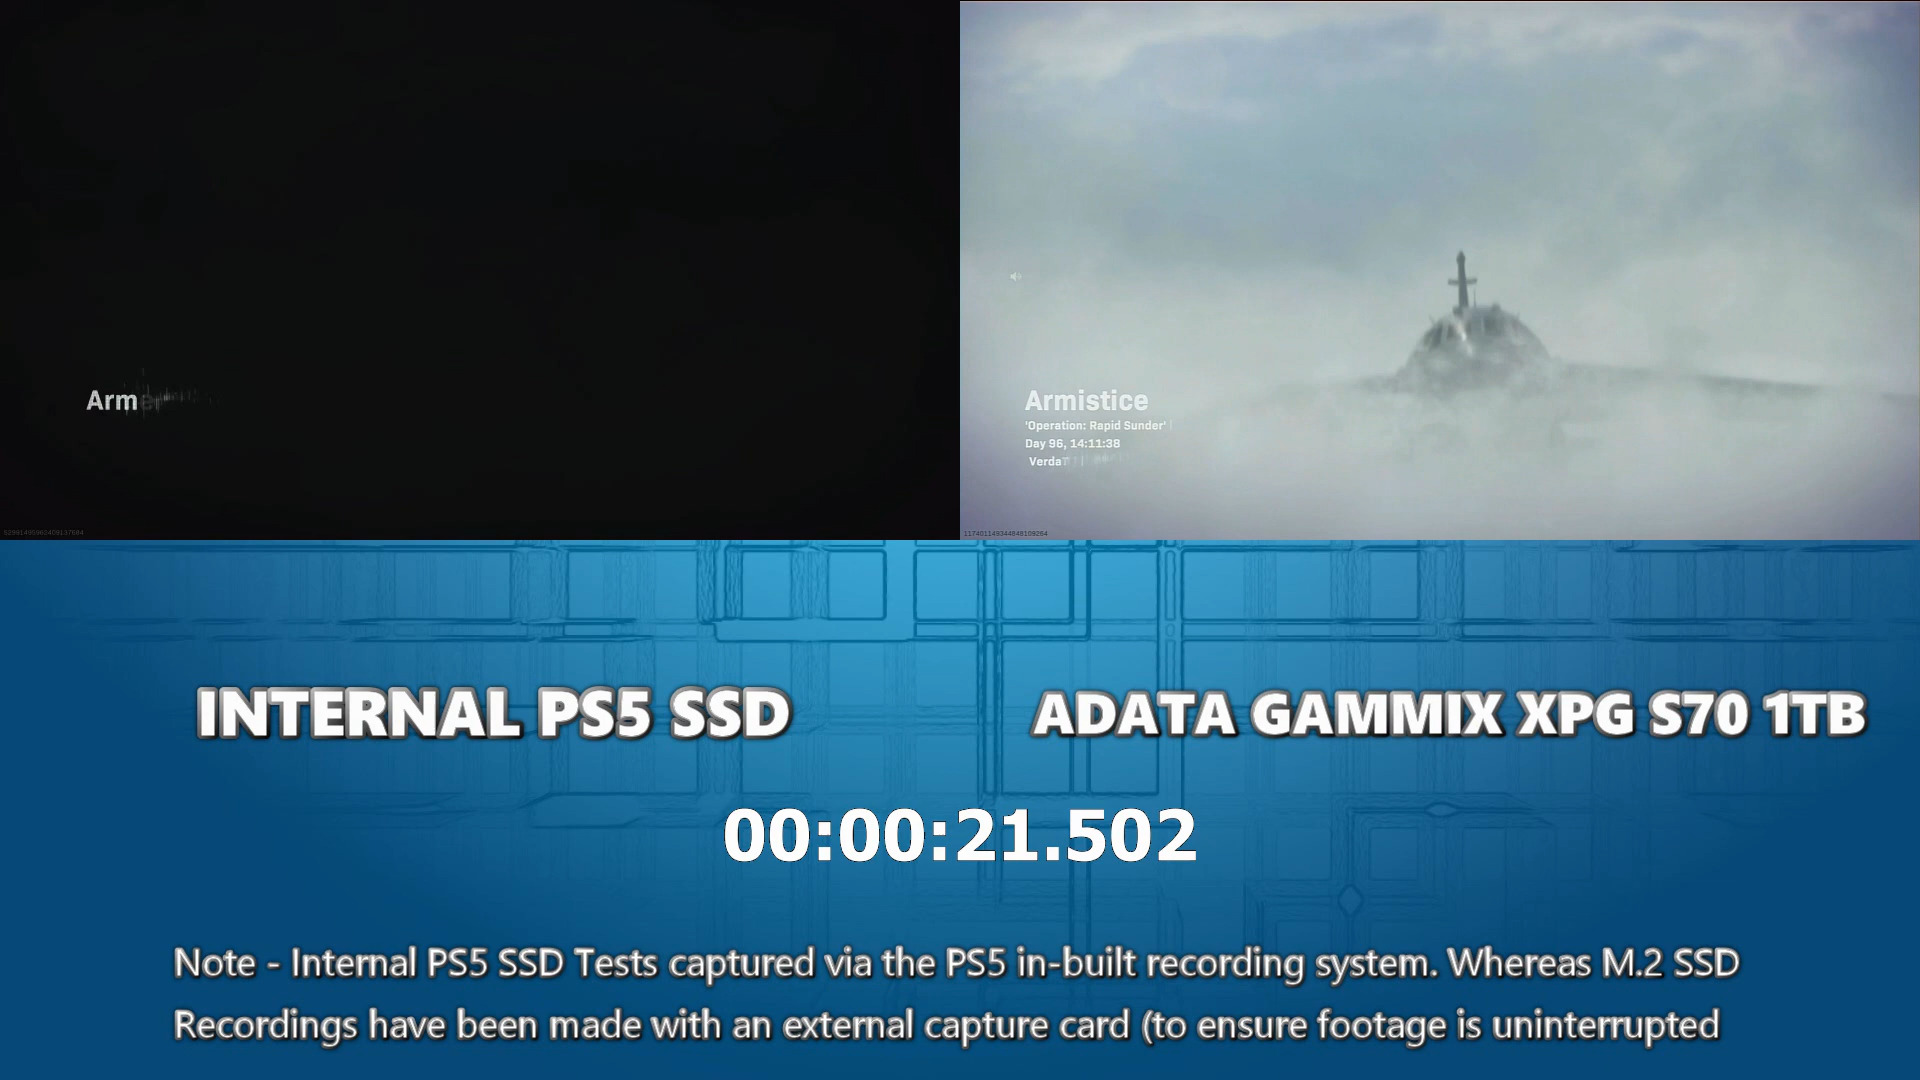 Arm
Armistice
'Operation: Rapid Sunder'
Day 96, 14:11:38
Verda
INTERNAL PS5 SSD
ADATA GAMMIX XPG S70 1TB
00:00:21.502
Note - Internal PS5 SSD Tests captured via the PS5 in-built recording system. Whereas M.2 SSD
Recordings have been made with an external capture card (to ensure footage is uninterrupted